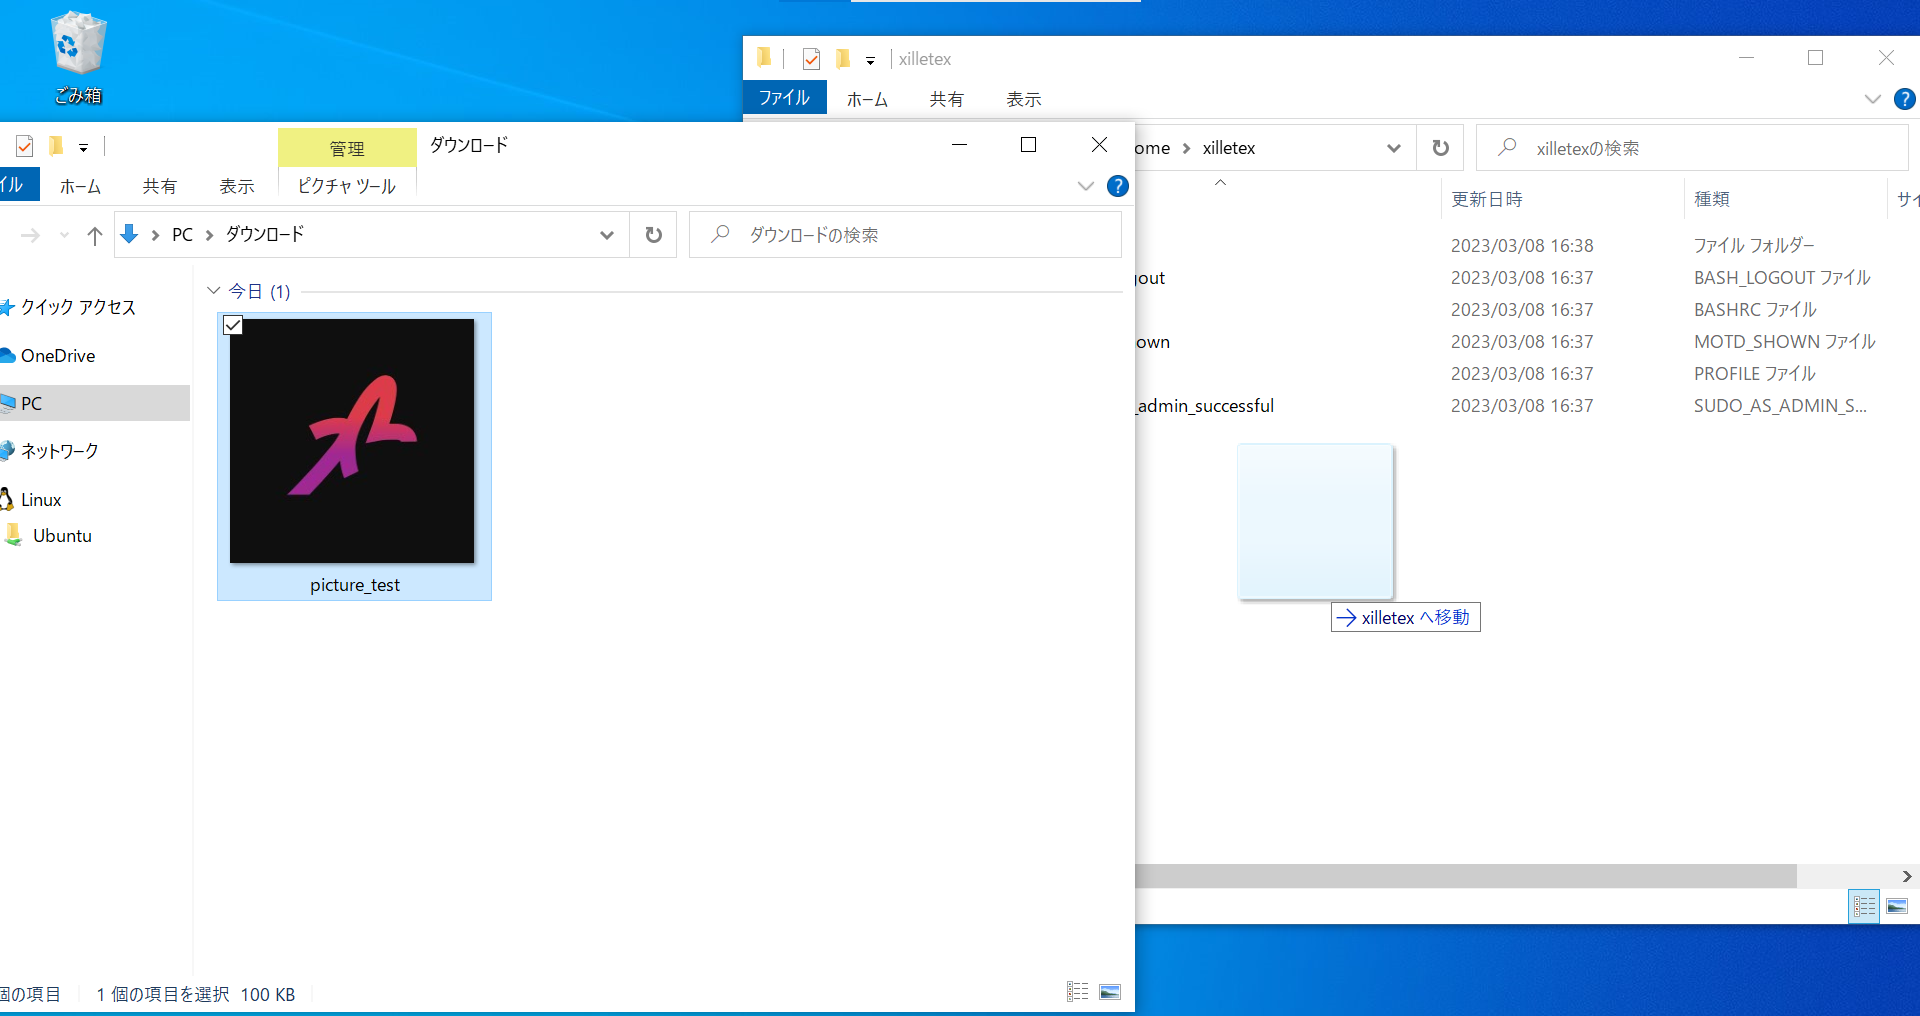 ごみ箱
xilletex
ファイル ホーム 共有 表示
ome xilletex
xilletexの検索
更新日時 種類 サイ
2023/03/08 16:38 ファイル フォルダー
gout 2023/03/08 16:37 BASH_LOGOUT ファイル
2023/03/08 16:37 BASHRC ファイル
own 2023/03/08 16:37 MOTD_SHOWN ファイル
2023/03/08 16:37 PROFILE ファイル
_admin_successful 2023/03/08 16:37 SUDO_AS_ADMIN_S...
xilletex へ移動
管理 ダウンロード
イル ホーム 共有 表示 ピクチャ ツール
PC ダウンロード
ダウンロードの検索
クイック アクセス
OneDrive
PC
ネットワーク
Linux
Ubuntu
今日 (1)
picture_test
個の項目 1 個の項目を選択 100 KB